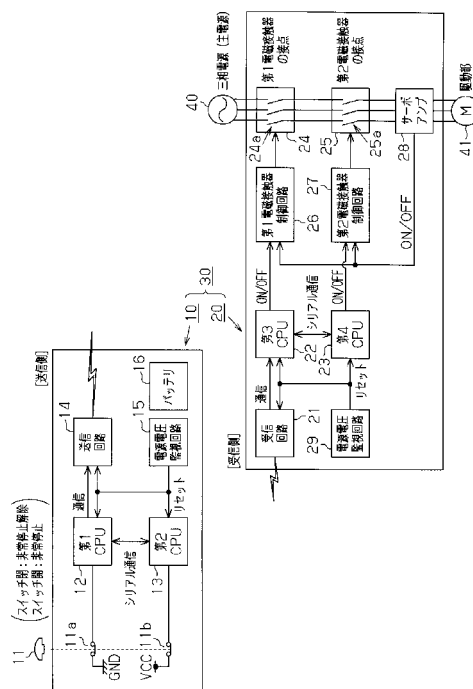 (スイッチ閉：非常停止解除
スイッチ開：非常停止)
11
11a
GND
VCC
11b
[送信側]
12
第1
CPU
シリアル通信
13
第2
CPU
通信
リセット
14
送信
回路
15
電源電圧
監視回路
16
バッテリ
10
20
30
[受信側]
21
受信
回路
29
電源電圧
監視回路
通信
リセット
第3
CPU
22
シリアル通信
第4
CPU
23
ON/OFF
ON/OFF
第1電磁接触器
制御回路
26
第2電磁接触器
制御回路
27
ON/OFF
40
三相電源（主電源）
24a
24
第1電磁接触器
の接点
25
25a
第2電磁接触器
の接点
サーボ
アンプ
28
M
41
駆動部